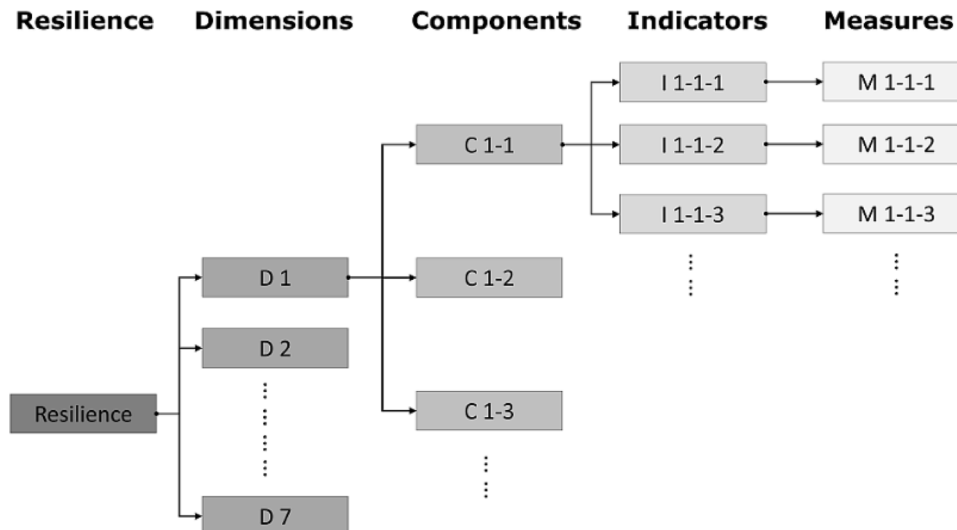 Resilience Dimensions Components Indicators Measures
I 1-1-1 M 1-1-1
C 1-1 I 1-1-2 M 1-1-2
I 1-1-3 M 1-1-3
D 1 C 1-2
D 2
Resilience C 1-3
D 7